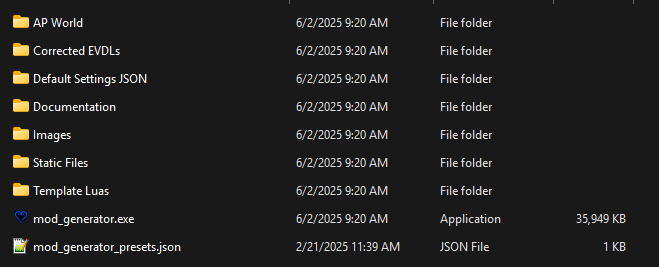 AP World 6/2/2025 9:20 AM File folder
Corrected EVDLs 6/2/2025 9:20 AM File folder
Default Settings JSON 6/2/2025 9:20 AM File folder
Documentation 6/2/2025 9:20 AM File folder
Images 6/2/2025 9:20 AM File folder
Static Files 6/2/2025 9:20 AM File folder
Template Luas 6/2/2025 9:20 AM File folder
mod_generator.exe 6/2/2025 9:20 AM Application 35,949 KB
mod_generator_presets.json 2/21/2025 11:39 AM JSON File 1 KB